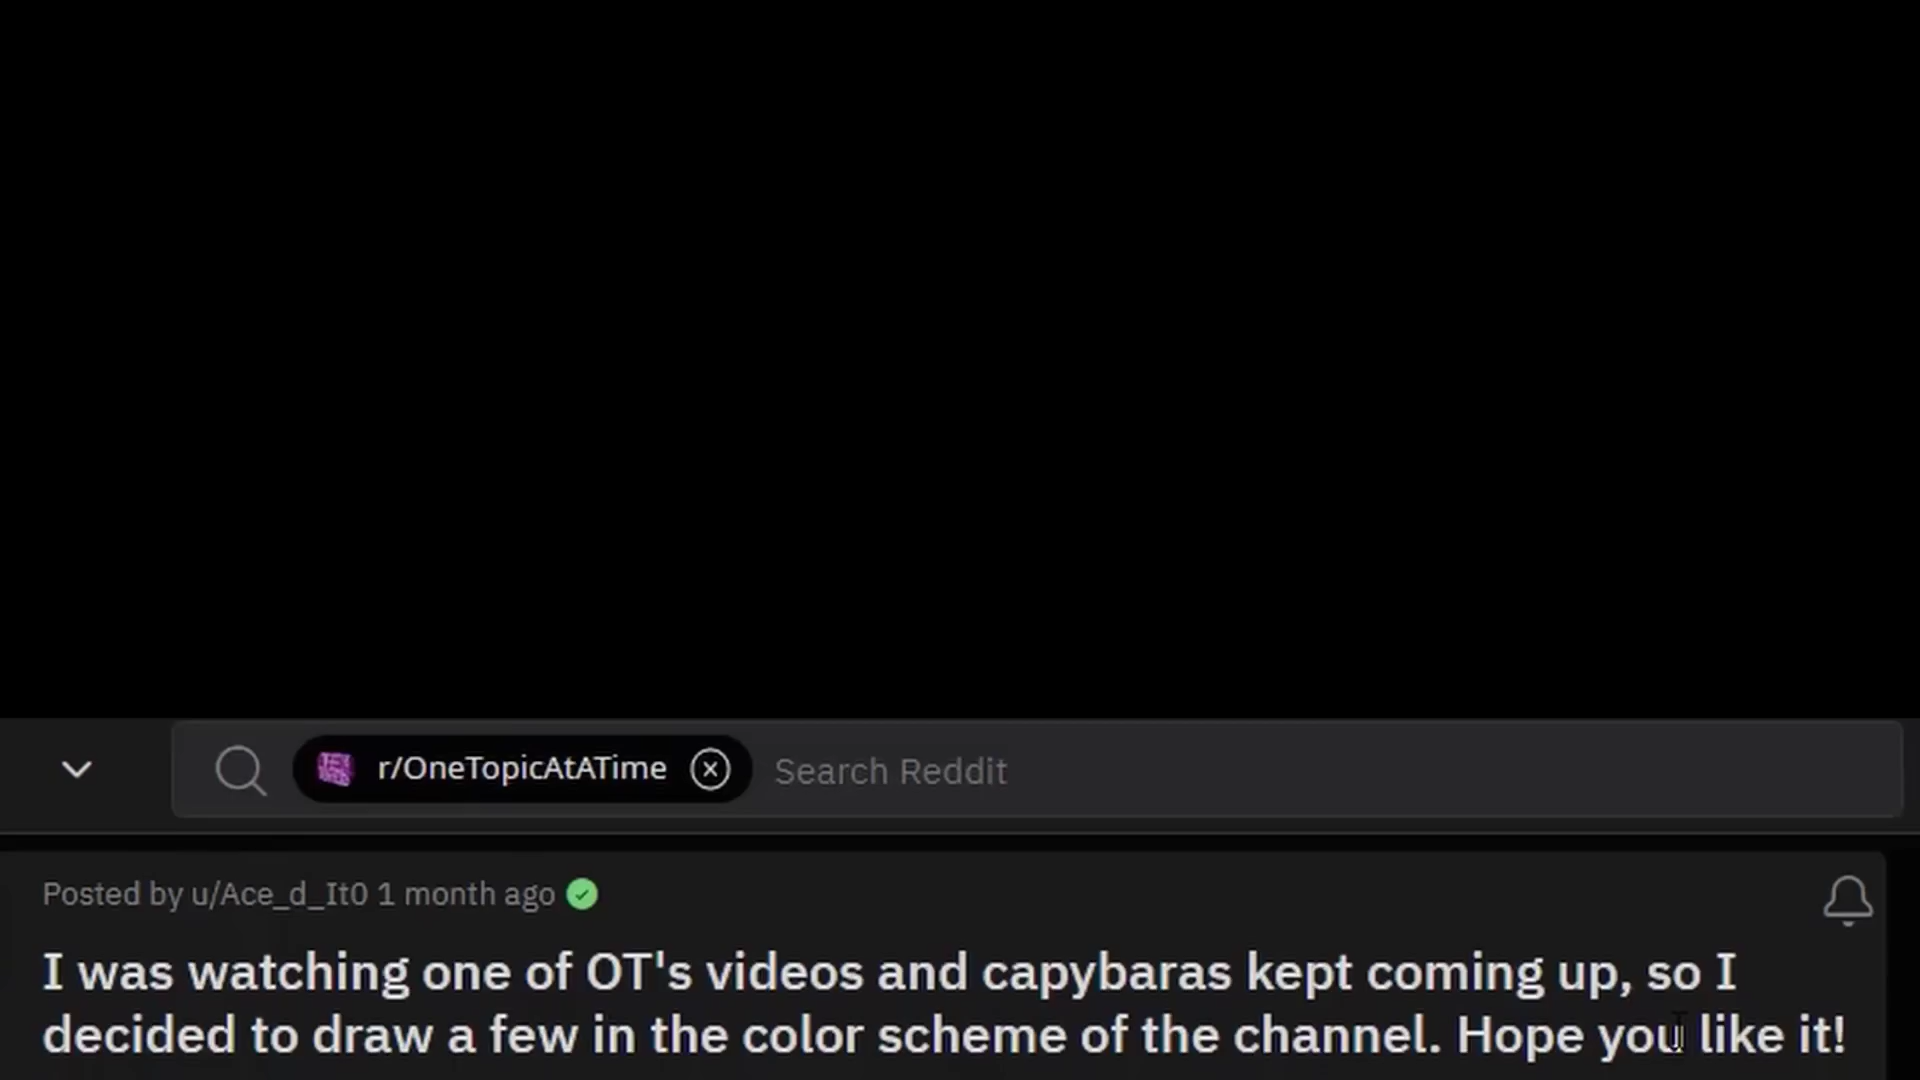 r/OneTopicAtATime Search Reddit
Posted by u/Ace_d_It0 1 month ago
I was watching one of OT's videos and capybaras kept coming up, so I
decided to draw a few in the color scheme of the channel. Hope you like it!